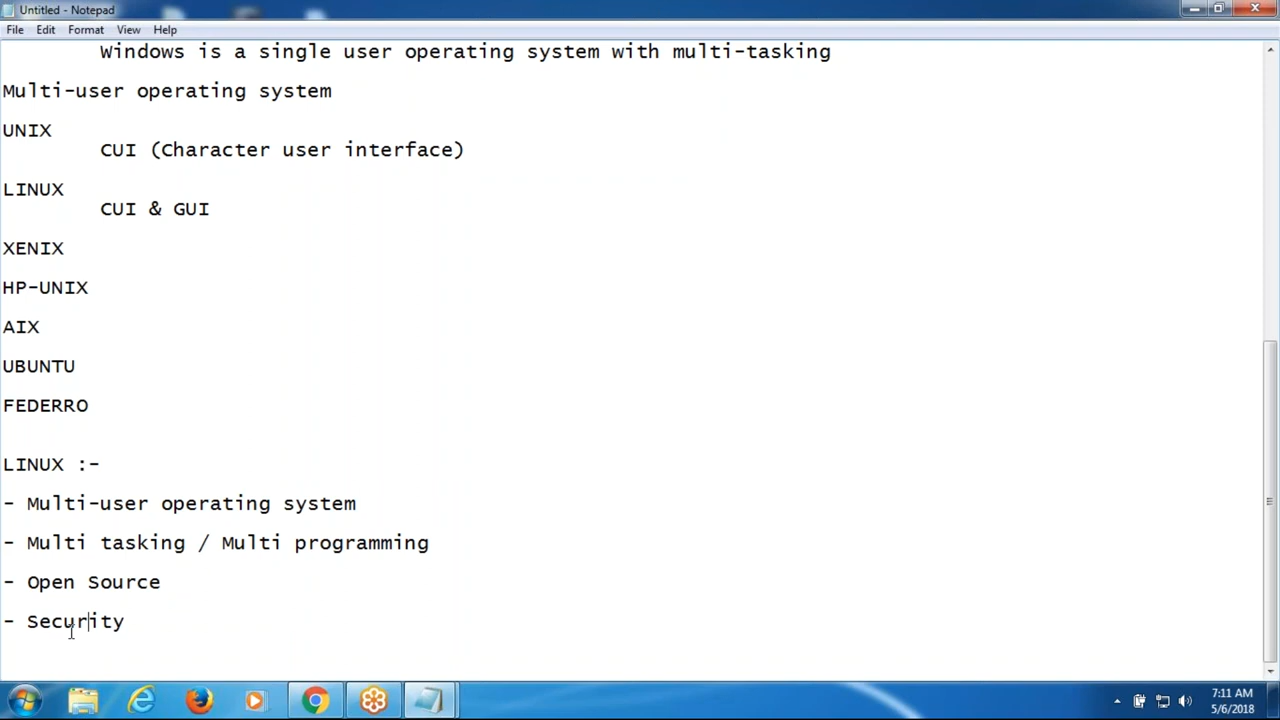 Untitled - Notepad
File Edit Format View Help
Windows is a single user operating system with multi-tasking
Multi-user operating system
UNIX
CUI (Character user interface)
LINUX
CUI & GUI
XENIX
HP-UNIX
AIX
UBUNTU
FEDERRO
LINUX :-
- Multi-user operating system
- Multi tasking / Multi programming
- Open Source
- Security
7:11 AM
5/6/2018